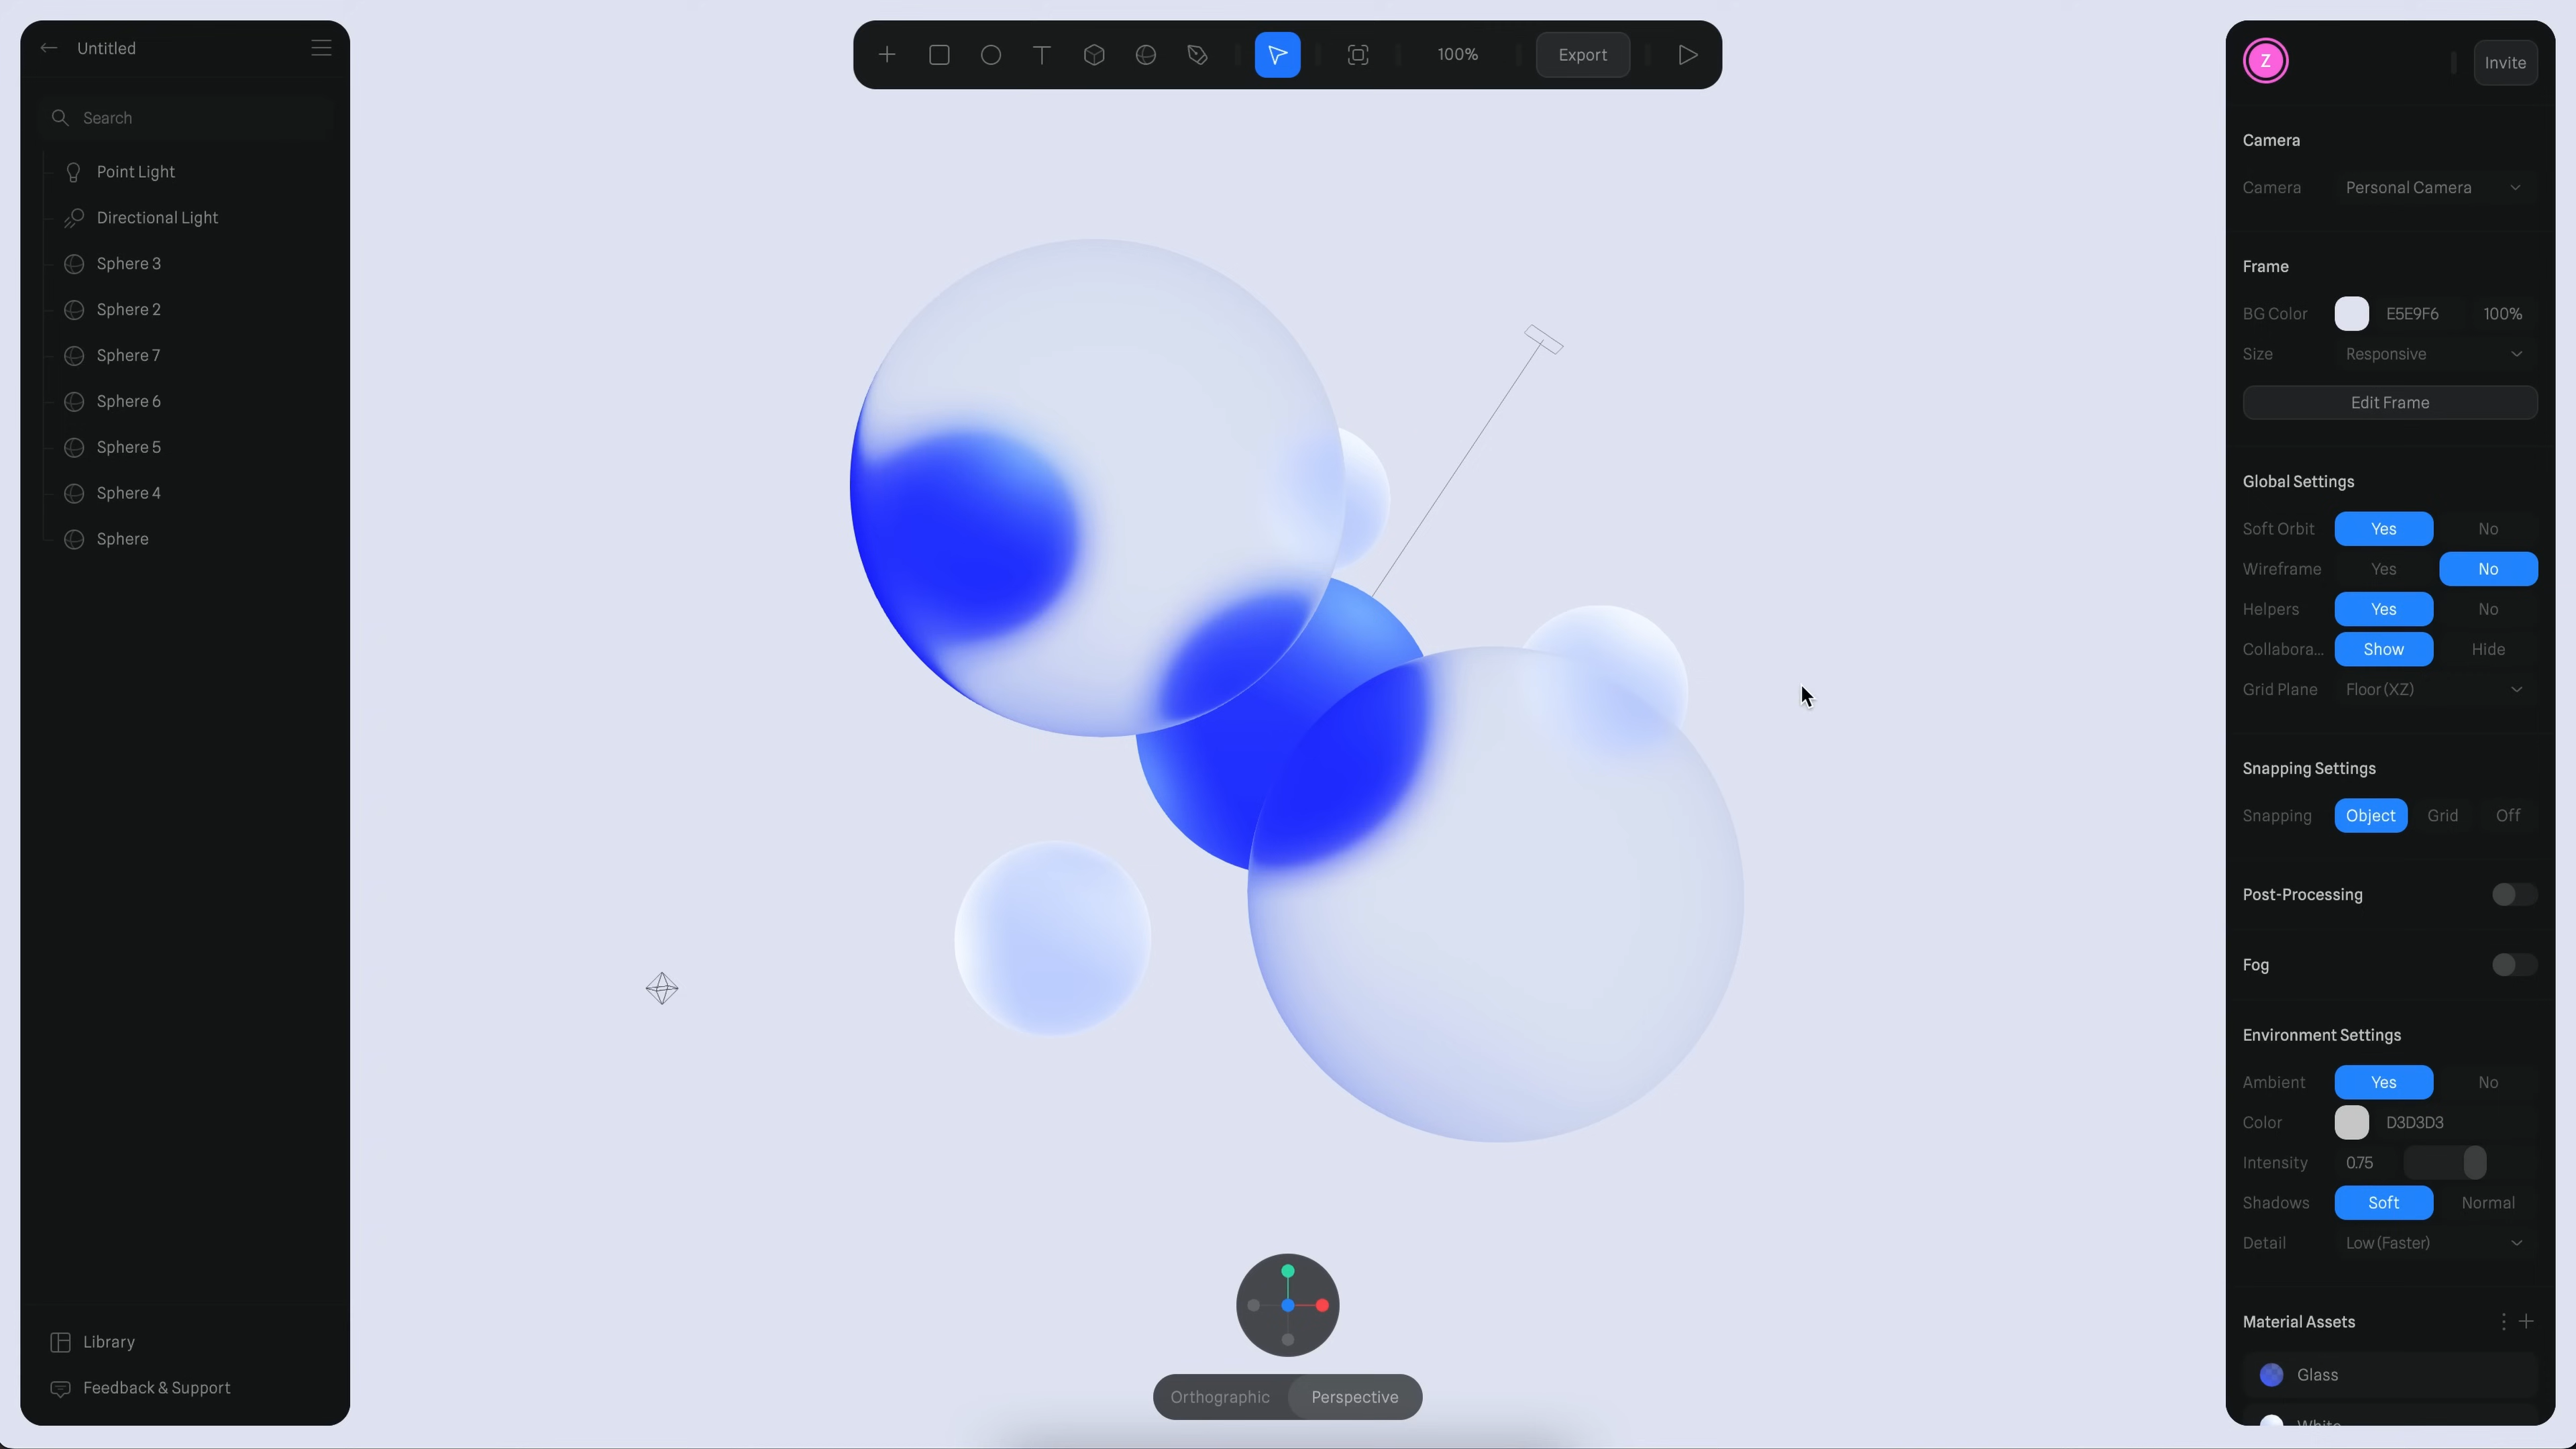 Untitled
Search
Point Light
Directional Light
Sphere 3
Sphere 2
Sphere 7
Sphere 6
Sphere 5
Sphere 4
Sphere
Library
Feedback & Support
100%
Export
Orthographic
Perspective
Z
Invite
Camera
Camera Personal Camera
Frame
BG Color E5E9F6 100%
Size Responsive
Edit Frame
Global Settings
Soft Orbit Yes No
Wireframe Yes No
Helpers Yes No
Collabora... Show Hide
Grid Plane Floor (XZ)
Snapping Settings
Snapping Object Grid Off
Post-Processing
Fog
Environment Settings
Ambient Yes No
Color D3D3D3
Intensity 0.75
Shadows Soft Normal
Detail Low (Faster)
Material Assets
Glass
White